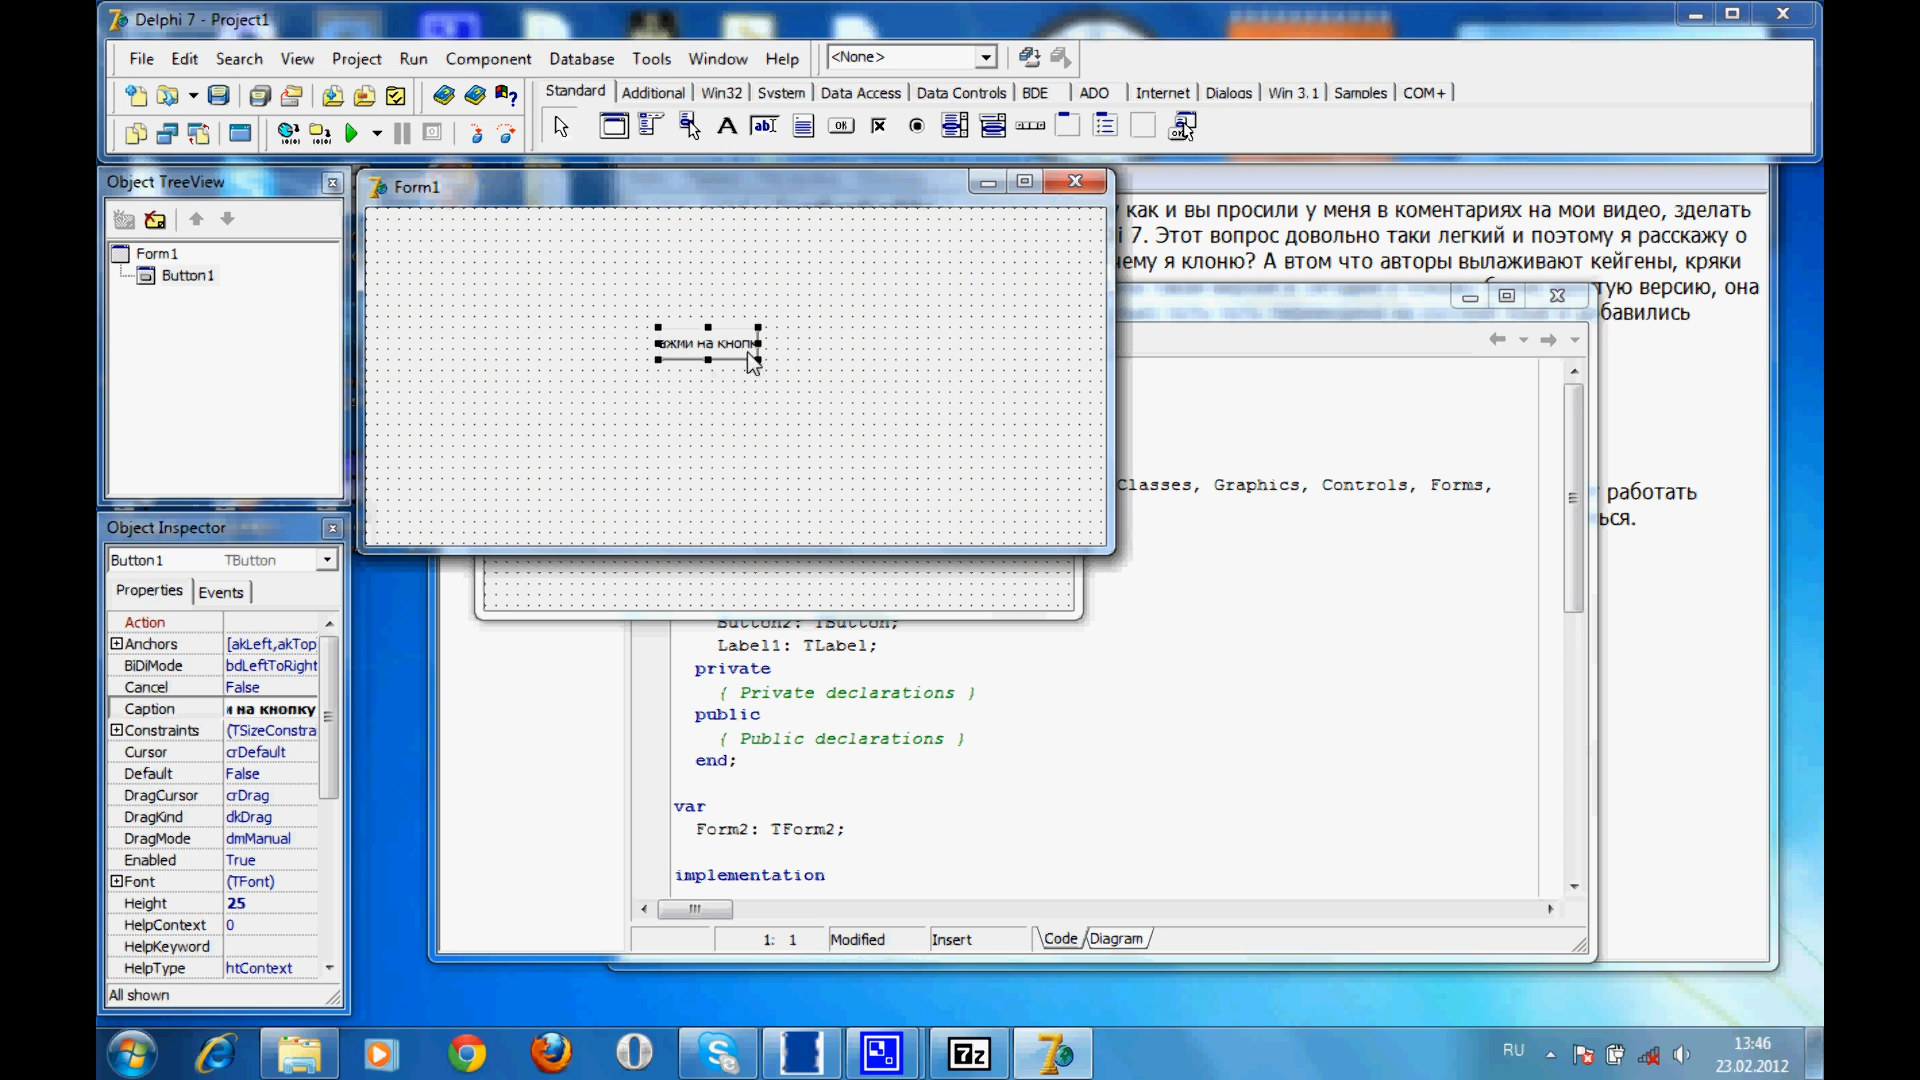 Delphi 7 - Project1
File Edit Search View Project Run Component Database Tools Window Help
<None>
Standard Additional Win32 System Data Access Data Controls BDE ADO Internet Dialogs Win 3.1 Samples COM+
Object TreeView
Form1
Button1
Form1
ажми на кнопк
как и вы просили у меня в коментариях на мои видео, зделать
i 7. Этот вопрос довольно таки легкий и поэтому я расскажу о
чему я клоню? А втом что авторы вылаживают кейгены, кряки
тую версию, она
бавились
работать
ься.
Classes, Graphics, Controls, Forms,
Button2: TButton;
Label1: TLabel;
private
{ Private declarations }
public
{ Public declarations }
end;
var
Form2: TForm2;
implementation
1: 1 Modified Insert Code Diagram
Object Inspector
Button1 TButton
Properties Events
Action
Anchors [akLeft,akTop
BiDiMode bdLeftToRight
Cancel False
Caption и на кнопку
Constraints (TSizeConstra
Cursor crDefault
Default False
DragCursor crDrag
DragKind dkDrag
DragMode dmManual
Enabled True
Font (TFont)
Height 25
HelpContext 0
HelpKeyword
HelpType htContext
All shown
7z
RU
13:46
23.02.2012